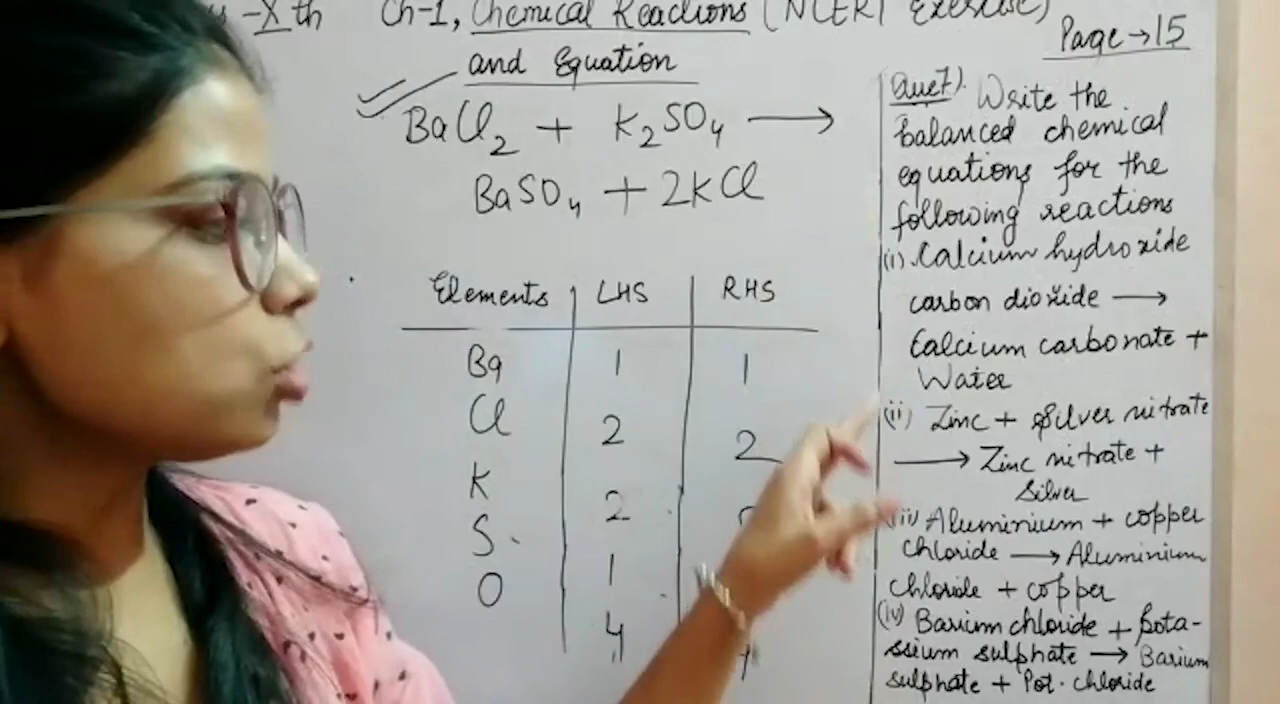 -Xth Ch-1, Chemical Reactions (NCERT Exercise)
and Equation
Page→15
BaCl₂ + K₂SO₄ ⟶
BaSO₄ + 2KCl
Elements LHS RHS
Ba 1 1
Cl 2 2
K 2
S 1
O 4
Que7). Write the
balanced chemical
equations for the
following reactions
(i). Calcium hydroxide
carbon dioxide ⟶
Calcium carbonate +
Water
(ii) Zinc + Silver nitrate
⟶ Zinc nitrate +
Silver
(iii) Aluminium + copper
chloride ⟶ Aluminium
chloride + copper
(iv) Barium chloride + Pota-
ssium sulphate ⟶ Barium
sulphate + Pot. chloride